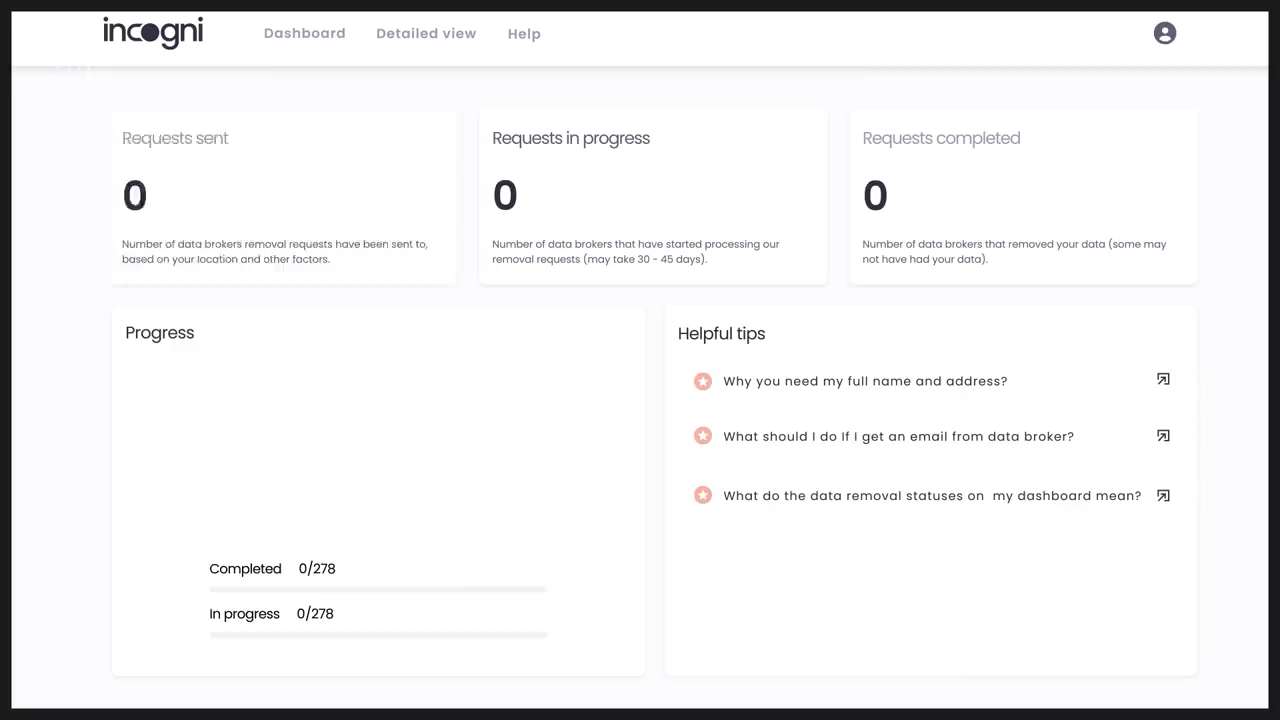 incogni
Dashboard
Detailed view
Help
Requests sent
0
Number of data brokers removal requests have been sent to,
based on your location and other factors.
Requests in progress
0
Number of data brokers that have started processing our
removal requests (may take 30 - 45 days).
Requests completed
0
Number of data brokers that removed your data (some may
not have had your data).
Progress
Completed 0/278
In progress 0/278
Helpful tips
Why you need my full name and address?
What should I do If I get an email from data broker?
What do the data removal statuses on  my dashboard mean?